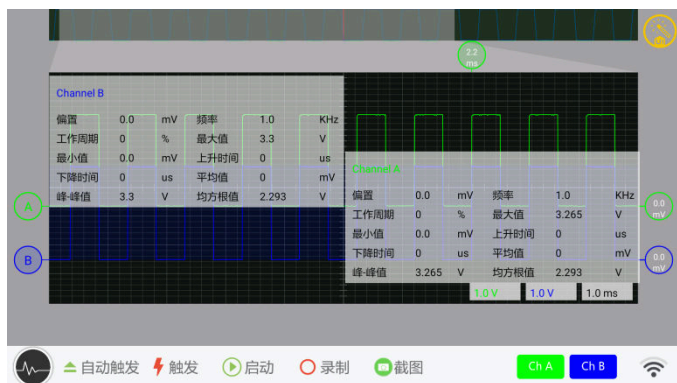 2.2
ms
Channel B
偏置 0.0 mV 频率 1.0 KHz
工作周期 0 % 最大值 3.3 V
最小值 0.0 mV 上升时间 0 us
下降时间 0 us 平均值 0 mV
峰-峰值 3.3 V 均方根值 2.293 V
Channel A
偏置 0.0 mV 频率 1.0 KHz
工作周期 0 % 最大值 3.265 V
最小值 0.0 mV 上升时间 0 us
下降时间 0 us 平均值 0 mV
峰-峰值 3.265 V 均方根值 2.293 V
A
0.0
mV
B
0.0
mV
1.0 V 1.0 V 1.0 ms
自动触发 触发 启动 录制 截图 Ch A Ch B